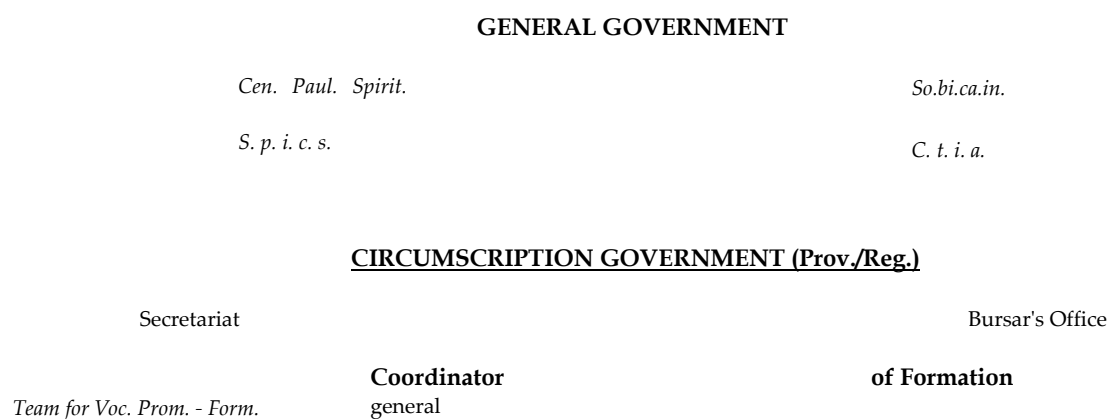 GENERAL GOVERNMENT
Cen. Paul. Spirit.
So.bi.ca.in.
S. p. i. c. s.
C. t. i. a.
CIRCUMSCRIPTION GOVERNMENT (Prov./Reg.)
Secretariat
Bursar's Office
Coordinator of Formation
Team for Voc. Prom. - Form.
general